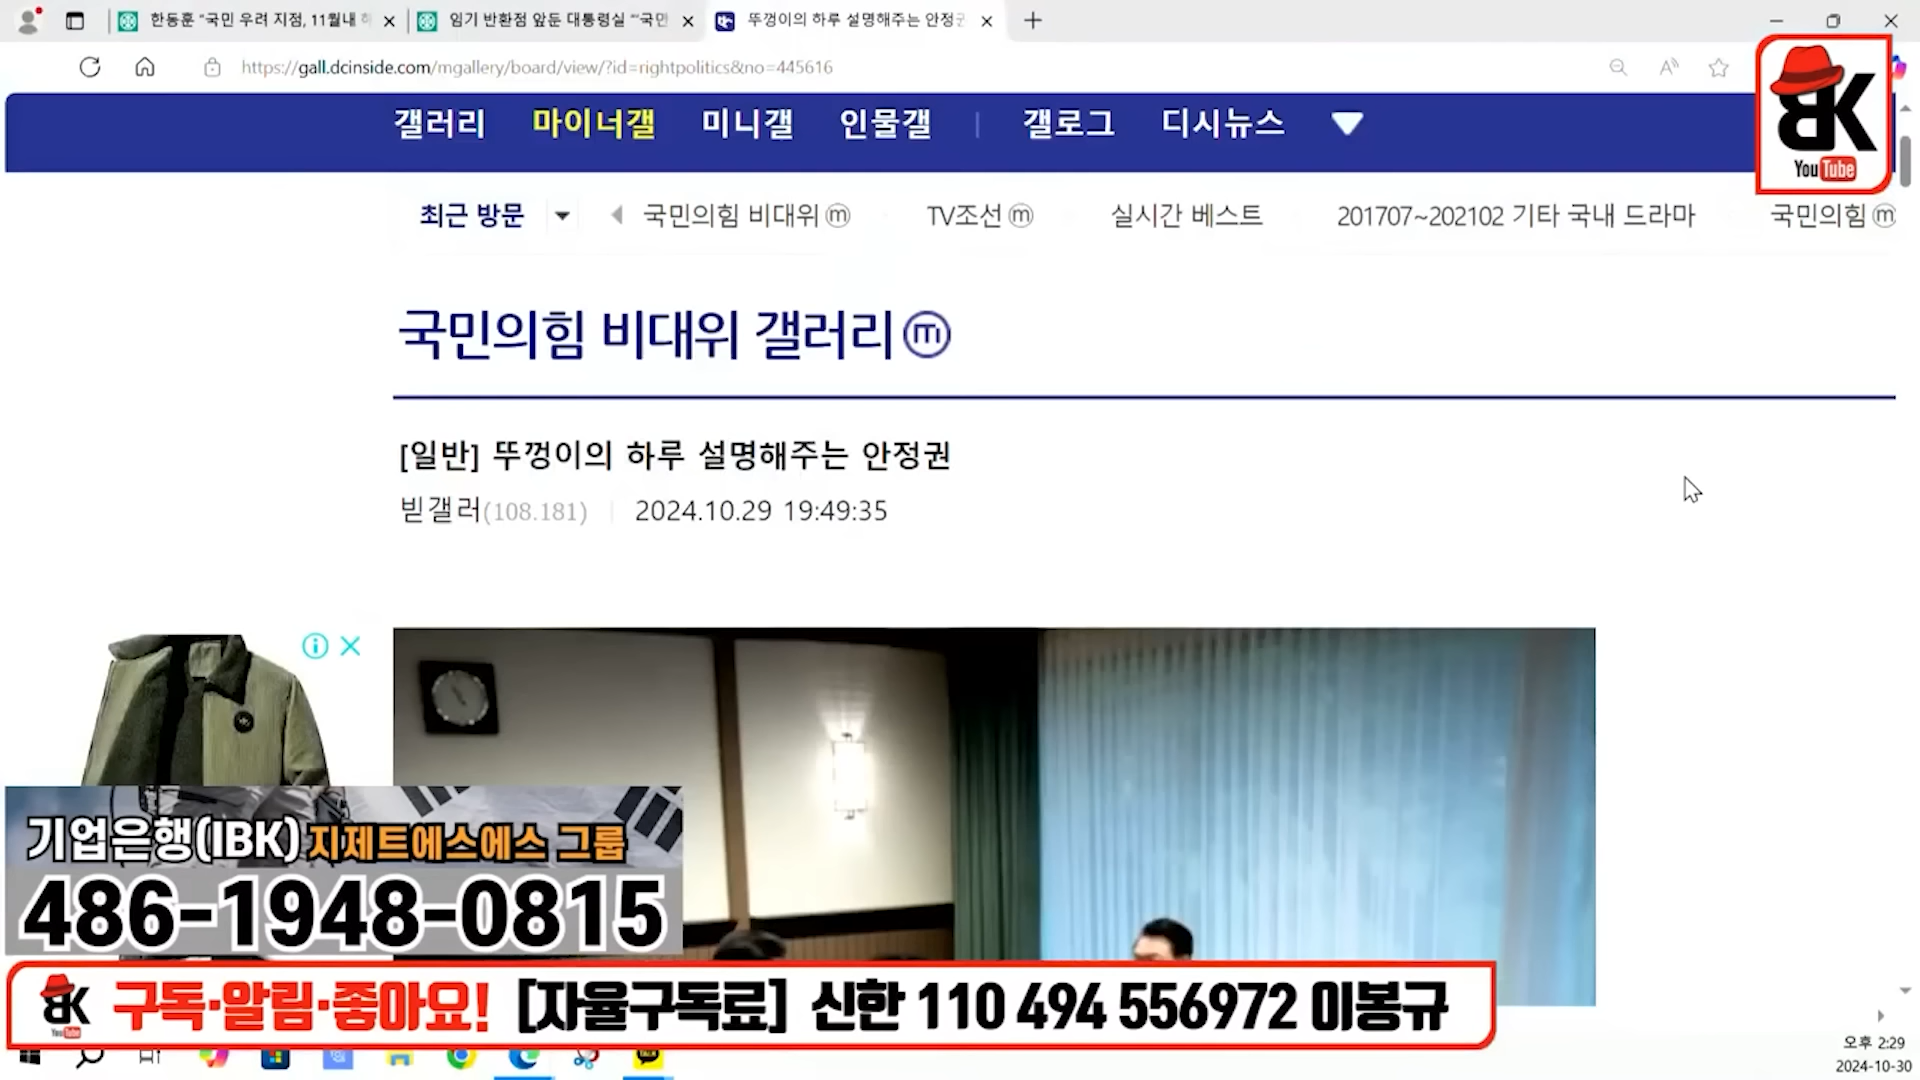 한동훈 "국민 우려 지점, 11월내 해
임기 반환점 앞둔 대통령실 "'국민
뚜껑이의 하루 설명해주는 안정권
https://gall.dcinside.com/mgallery/board/view/?id=rightpolitics&no=445616
BK
YouTube
갤러리 마이너갤 미니갤 인물갤 | 갤로그 디시뉴스
최근 방문 국민의힘 비대위 ⓜ TV조선 ⓜ 실시간 베스트 201707~202102 기타 국내 드라마 국민의힘 ⓜ
국민의힘 비대위 갤러리 ⓜ
[일반] 뚜껑이의 하루 설명해주는 안정권
빋갤러(108.181) | 2024.10.29 19:49:35
기업은행(IBK) 지제트에스에스 그룹
486-1948-0815
BK YouTube 구독·알림·좋아요! [자율구독료] 신한 110 494 556972 이봉규
TALK
오후 2:29
2024-10-30